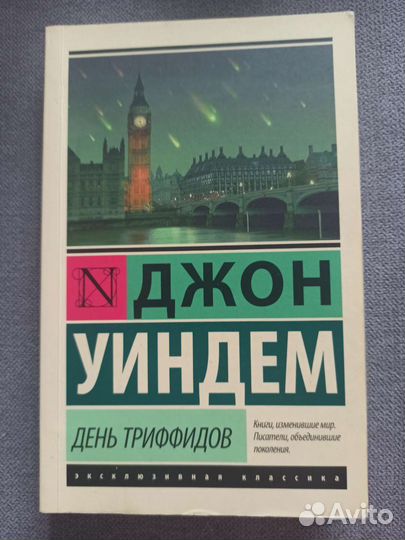 N
ДЖОН
УИНДЕМ
ДЕНЬ ТРИФФИДОВ
Книги, изменившие мир.
Писатели, объединившие
поколения.
эксклюзивная классика
Avito